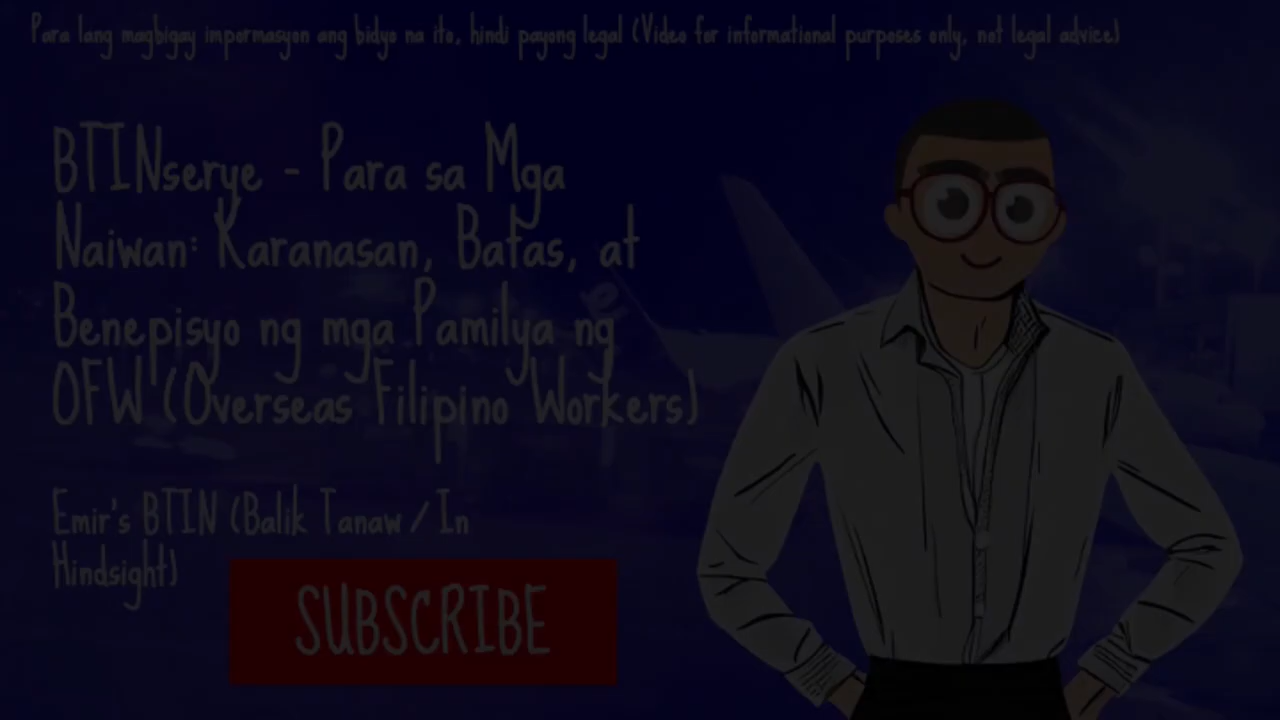 Para lang magbigay impormasyon ang bidyo na ito, hindi payong legal (Video for informational purposes only, not legal advice)
BTINserye - Para sa Mga
Naiwan: Karanasan, Batas, at
Benepisyo ng mga Pamilya ng
OFW (Overseas Filipino Workers)
Emir's BTIN (Balik Tanaw / In
Hindsight)
SUBSCRIBE